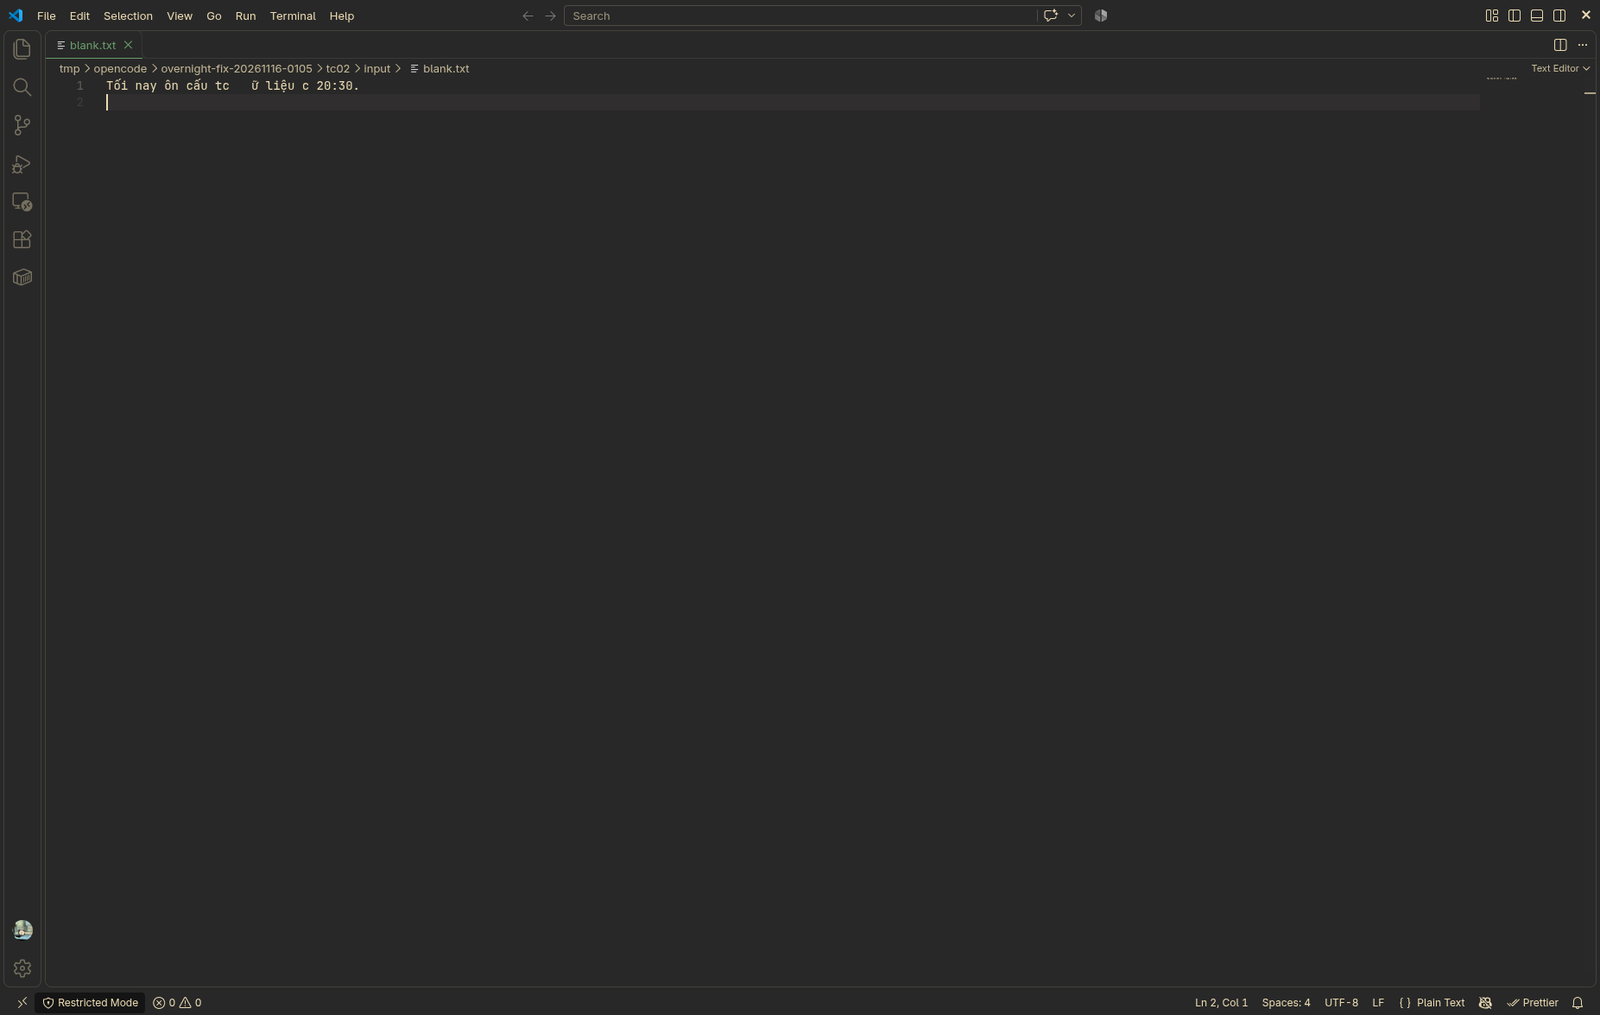 File Edit Selection View Go Run Terminal Help Search
blank.txt
tmp opencode overnight-fix-20261116-0105 tc02 input blank.txt Text Editor
1 Tối nay ôn cấu tc   ữ liệu c 20:30.
2
Restricted Mode 0 0 Ln 2, Col 1 Spaces: 4 UTF-8 LF { } Plain Text Prettier